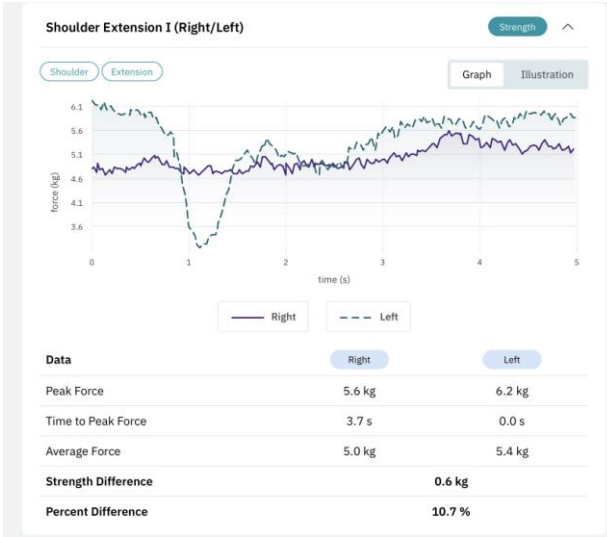 Shoulder Extension I (Right/Left) Strength
Shoulder Extension Graph Illustration
6.1
5.6
5.1
4.6
4.1
3.6
force (kg)
0 1 2 3 4 5
time (s)
Right Left
Data Right Left
Peak Force 5.6 kg 6.2 kg
Time to Peak Force 3.7 s 0.0 s
Average Force 5.0 kg 5.4 kg
Strength Difference 0.6 kg
Percent Difference 10.7 %